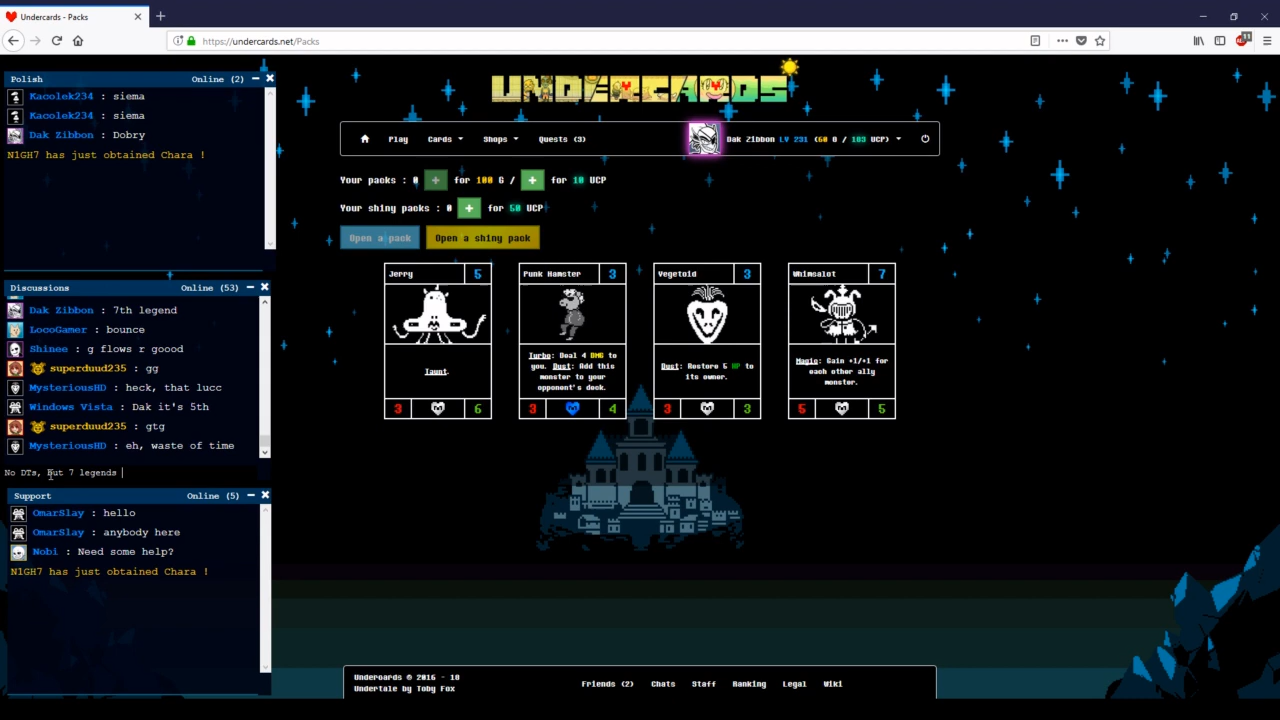 Undercards - Packs
https://undercards.net/Packs
11
Polish Online (2)
Kacolek234 : siema
Kacolek234 : siema
Dak Zibbon : Dobry
N1GH7 has just obtained Chara !
Discussions Online (53)
Dak Zibbon : 7th legend
LocoGamer : bounce
Shinee : g flows r goood
superduud235 : gg
MysteriousHD : heck, that lucc
Windows Vista : Dak it's 5th
superduud235 : gtg
MysteriousHD : eh, waste of time
No DTs, but 7 legends
Support Online (5)
OmarSlay : hello
OmarSlay : anybody here
Nobi : Need some help?
N1GH7 has just obtained Chara !
UNDERCARDS
Play Cards Shops Quests (3) Dak Zibbon LV 231 (60 G / 103 UCP)
Your packs : 0 + for 100 G / + for 10 UCP
Your shiny packs : 0 + for 50 UCP
Open a pack Open a shiny pack
Jerry 5
Taunt.
3 6
Punk Hamster 3
Turbo: Deal 4 DMG to
you. Dust: Add this
monster to your
opponent's deck.
3 4
Vegetoid 3
Dust: Restore 5 HP to
its owner.
3 3
Whimsalot 7
Magic: Gain +1/+1 for
each other ally
monster.
5 5
Undercards © 2016 - 18
Undertale by Toby Fox
Friends (2) Chats Staff Ranking Legal Wiki